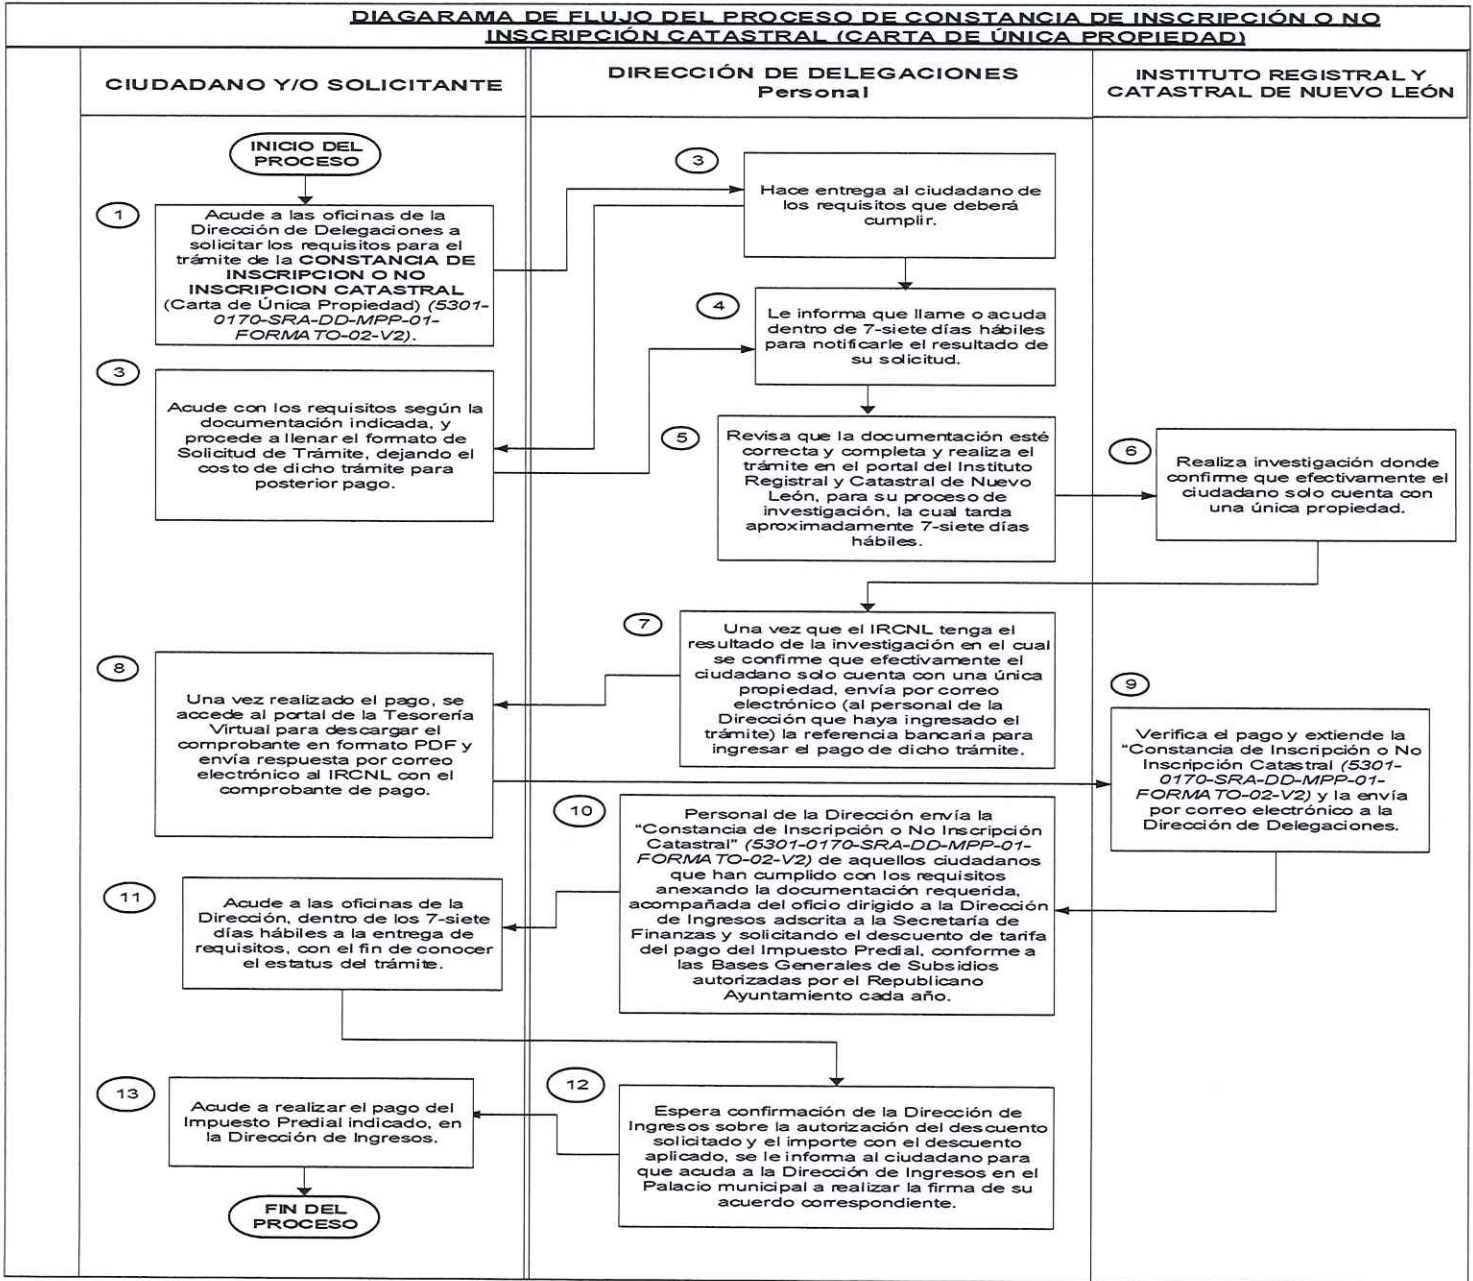 DIAGARAMA DE FLUJO DEL PROCESO DE CONSTANCIA DE INSCRIPCIÓN O NO
INSCRIPCIÓN CATASTRAL (CARTA DE ÚNICA PROPIEDAD)
CIUDADANO Y/O SOLICITANTE
DIRECCIÓN DE DELEGACIONES
Personal
INSTITUTO REGISTRAL Y
CATASTRAL DE NUEVO LEÓN
INICIO DEL
PROCESO
1
Acude a las oficinas de la
Dirección de Delegaciones a
solicitar los requisitos para el
trámite de la CONSTANCIA DE
INSCRIPCION O NO
INSCRIPCION CATASTRAL
(Carta de Única Propiedad) (5301-
0170-SRA-DD-MPP-01-
FORMATO-02-V2).
3
Hace entrega al ciudadano de
los requisitos que deberá
cumplir.
3
Acude con los requisitos según la
documentación indicada, y
procede a llenar el formato de
Solicitud de Trámite, dejando el
costo de dicho trámite para
posterior pago.
4
Le informa que llame o acuda
dentro de 7-siete días hábiles
para notificarle el resultado de
su solicitud.
5
Revisa que la documentación esté
correcta y completa y realiza el
trámite en el portal del Instituto
Registral y Catastral de Nuevo
León, para su proceso de
investigación, la cual tarda
aproximadamente 7-siete días
hábiles.
6
Realiza investigación donde
confirme que efectivamente el
ciudadano solo cuenta con
una única propiedad.
7
Una vez que el IRCNL tenga el
resultado de la investigación en el cual
se confirme que efectivamente el
ciudadano solo cuenta con una única
propiedad, envía por correo
electrónico (al personal de la
Dirección que haya ingresado el
trámite) la referencia bancaria para
ingresar el pago de dicho trámite.
8
Una vez realizado el pago, se
accede al portal de la Tesorería
Virtual para descargar el
comprobante en formato PDF y
envía respuesta por correo
electrónico al IRCNL con el
comprobante de pago.
9
Verifica el pago y extiende la
"Constancia de Inscripción o No
Inscripción Catastral (5301-
0170-SRA-DD-MPP-01-
FORMATO-02-V2) y la envía
por correo electrónico a la
Dirección de Delegaciones.
10
Personal de la Dirección envía la
"Constancia de Inscripción o No Inscripción
Catastral" (5301-0170-SRA-DD-MPP-01-
FORMATO-02-V2) de aquellos ciudadanos
que han cumplido con los requisitos
anexando la documentación requerida,
acompañada del oficio dirigido a la Dirección
de Ingresos adscrita a la Secretaría de
Finanzas y solicitando el descuento de tarifa
del pago del Impuesto Predial, conforme a
las Bases Generales de Subsidios
autorizadas por el Republicano
Ayuntamiento cada año.
11
Acude a las oficinas de la
Dirección, dentro de los 7-siete
días hábiles a la entrega de
requisitos, con el fin de conocer
el estatus del trámite.
12
Espera confirmación de la Dirección de
Ingresos sobre la autorización del descuento
solicitado y el importe con el descuento
aplicado, se le informa al ciudadano para
que acuda a la Dirección de Ingresos en el
Palacio municipal a realizar la firma de su
acuerdo correspondiente.
13
Acude a realizar el pago del
Impuesto Predial indicado, en
la Dirección de Ingresos.
FIN DEL
PROCESO